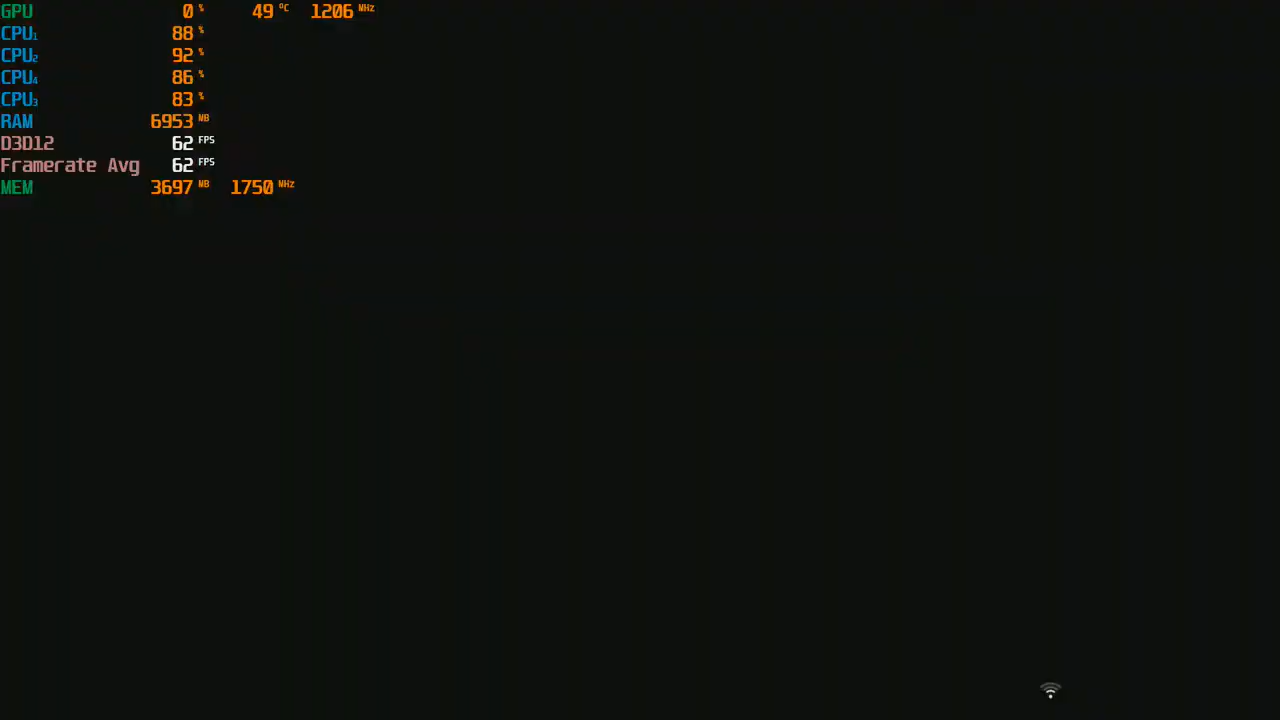 GPU 0 % 49 °C 1206 MHz
CPU1 88 %
CPU2 92 %
CPU4 86 %
CPU3 83 %
RAM 6953 MB
D3D12 62 FPS
Framerate Avg 62 FPS
MEM 3697 MB 1750 MHz